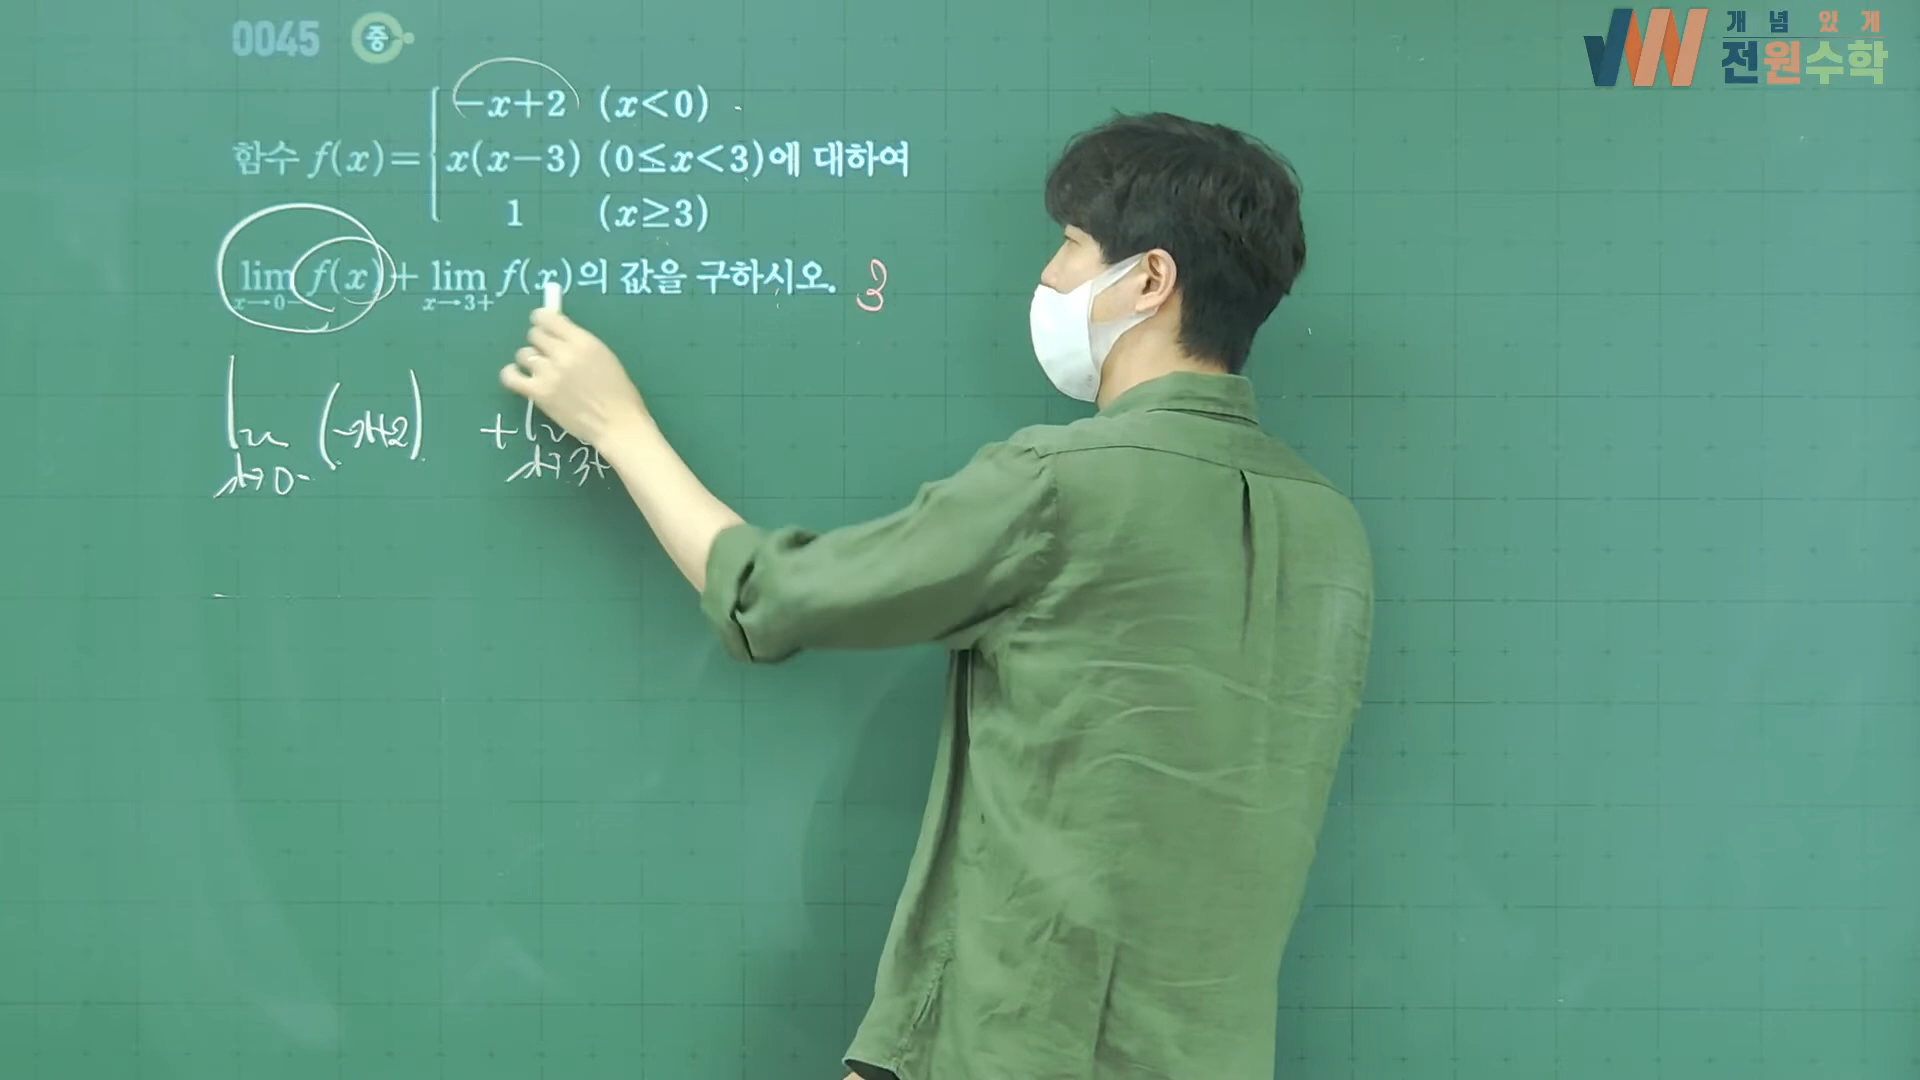 0045 중
개념있게
전원수학
함수 f(x)={ -x+2 (x<0)
x(x-3) (0≤x<3)에 대하여
1 (x≥3)
lim f(x)+ lim f(x)의 값을 구하시오. 3
x→0- x→3+
lim (-x+2) + lim
x→0- x→3+